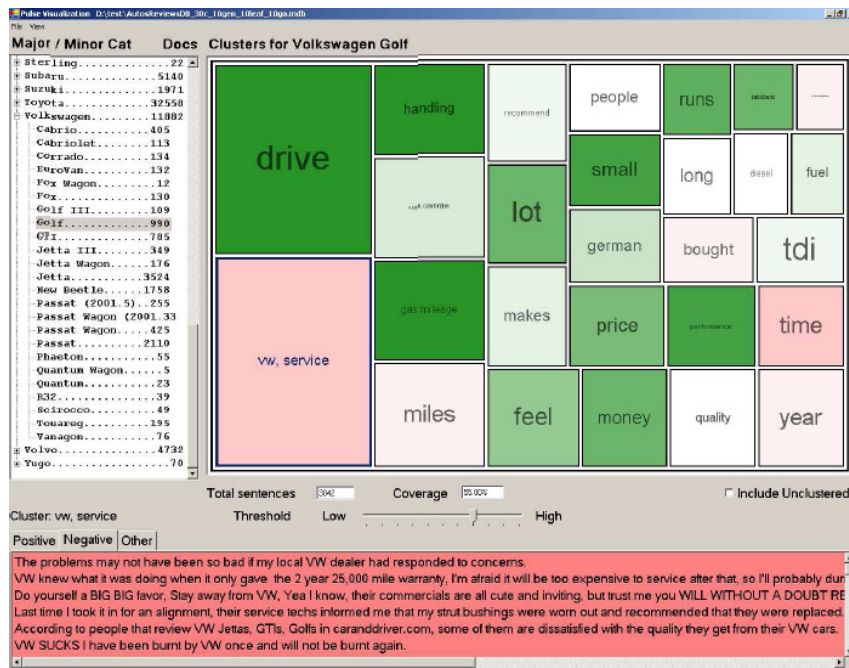 Pulse Visualization D:\test\AutosReviewsDB_30c_10gen_10leaf_10go.mdb
File View
Major / Minor Cat Docs Clusters for Volkswagen Golf
Sterling.............22
Subaru.............5140
Suzuki.............1971
Toyota............32558
Volkswagen........11882
Cabrio..........405
Cabriolet.......113
Corrado.........134
EuroVan.........132
Fox Wagon........12
Fox.............130
Golf III........109
Golf............990
GTI.............785
Jetta III.......349
Jetta Wagon.....176
Jetta..........3524
New Beetle.....1758
Passat (2001.5)..255
Passat Wagon (2001.33
Passat Wagon....425
Passat.........2110
Phaeton..........55
Quantum Wagon.....5
Quantum..........23
R32..............39
Scirocco.........49
Touareg.........195
Vanagon..........76
Volvo.............4732
Yugo................70
drive
handling
recommend
people
runs
small
long
diesel
fuel
lot
german
bought
tdi
vw, service
gas mileage
makes
price
performance
time
miles
feel
money
quality
year
Total sentences 3042 Coverage 55.00% Include Unclustered
Cluster: vw, service Threshold Low High
Positive Negative Other
The problems may not have been so bad if my local VW dealer had responded to concerns.
VW knew what it was doing when it only gave the 2 year 25,000 mile warranty, I'm afraid it will be too expensive to service after that, so I'll probably dun
Do yourself a BIG BIG favor, Stay away from VW, Yea I know, their commercials are all cute and inviting, but trust me you WILL WITHOUT A DOUBT RE
Last time I took it in for an alignment, their service techs informed me that my strut bushings were worn out and recommended that they were replaced.
According to people that review VW Jettas, GTIs, Golfs in caranddriver.com, some of them are dissatisfied with the quality they get from their VW cars.
VW SUCKS I have been burnt by VW once and will not be burnt again.